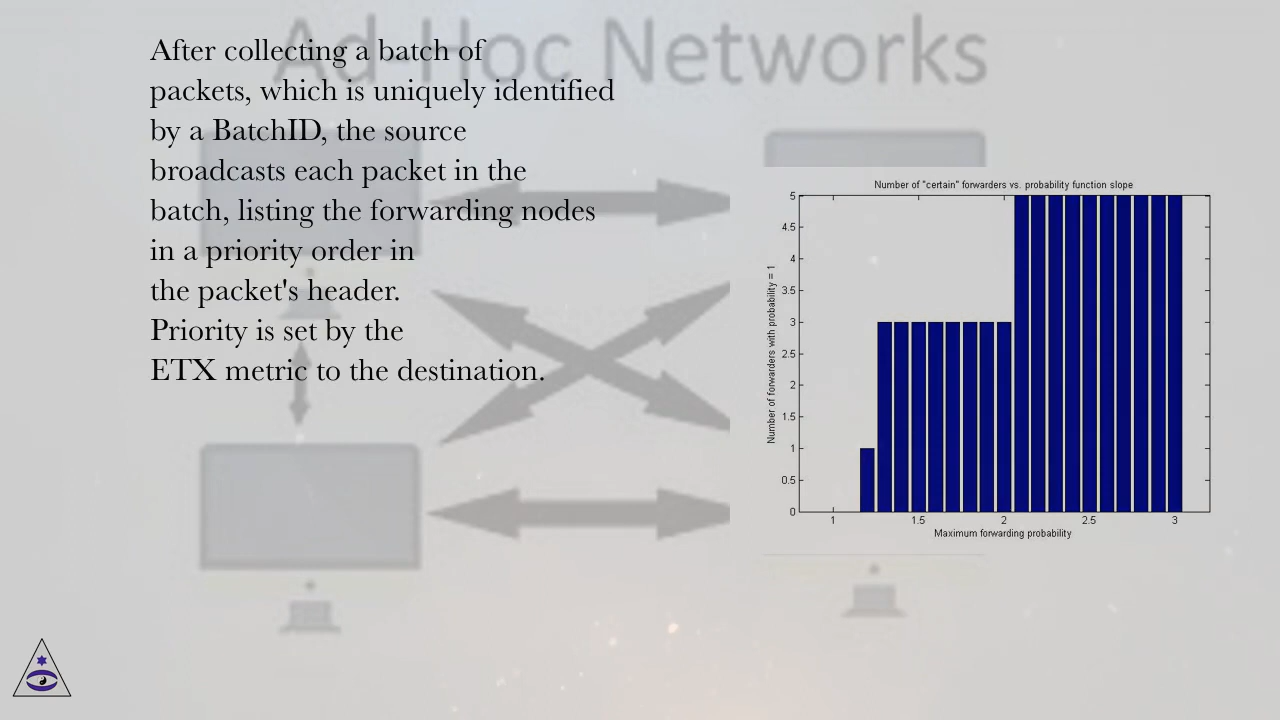 Ad-Hoc Networks
After collecting a batch of
packets, which is uniquely identified
by a BatchID, the source
broadcasts each packet in the
batch, listing the forwarding nodes
in a priority order in
the packet's header.
Priority is set by the
ETX metric to the destination.
Number of "certain" forwarders vs. probability function slope
Number of forwarders with probability = 1
5
4.5
4
3.5
3
2.5
2
1.5
1
0.5
0
1 1.5 2 2.5 3
Maximum forwarding probability